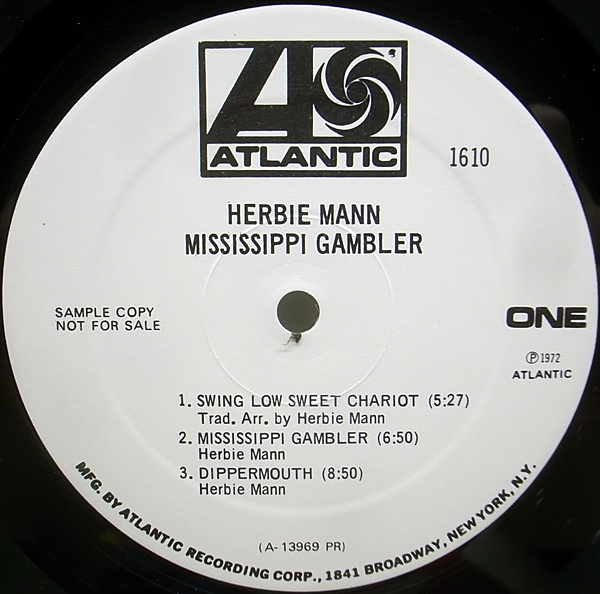 ATLANTIC
1610
HERBIE MANN
MISSISSIPPI GAMBLER
SAMPLE COPY
NOT FOR SALE
ONE
Ⓟ 1972
ATLANTIC
1. SWING LOW SWEET CHARIOT (5:27)
Trad. Arr. by Herbie Mann
2. MISSISSIPPI GAMBLER (6:50)
Herbie Mann
3. DIPPERMOUTH (8:50)
Herbie Mann
(A-13969 PR)
MFG. BY ATLANTIC RECORDING CORP., 1841 BROADWAY, NEW YORK, N.Y.